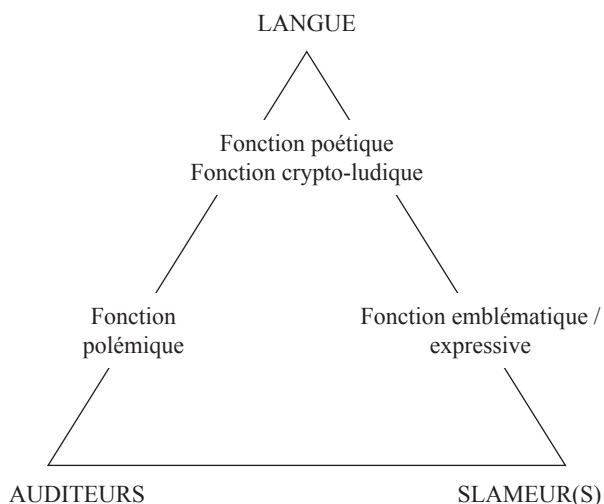 LANGUE
Fonction poétique
Fonction crypto-ludique
Fonction
polémique
Fonction emblématique /
expressive
AUDITEURS
SLAMEUR(S)